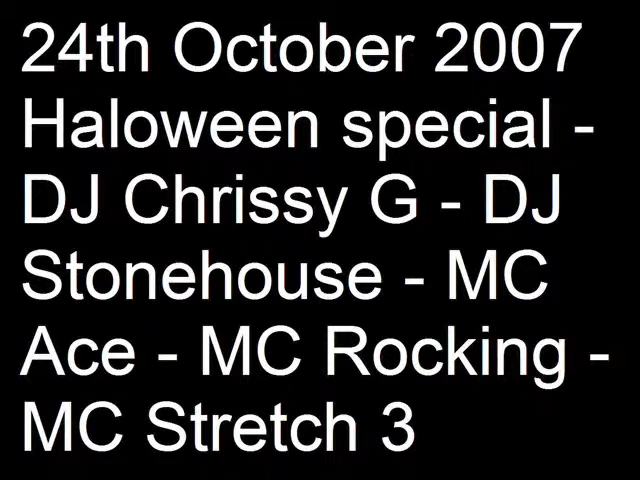 24th October 2007
Haloween special -
DJ Chrissy G - DJ
Stonehouse - MC
Ace - MC Rocking -
MC Stretch 3